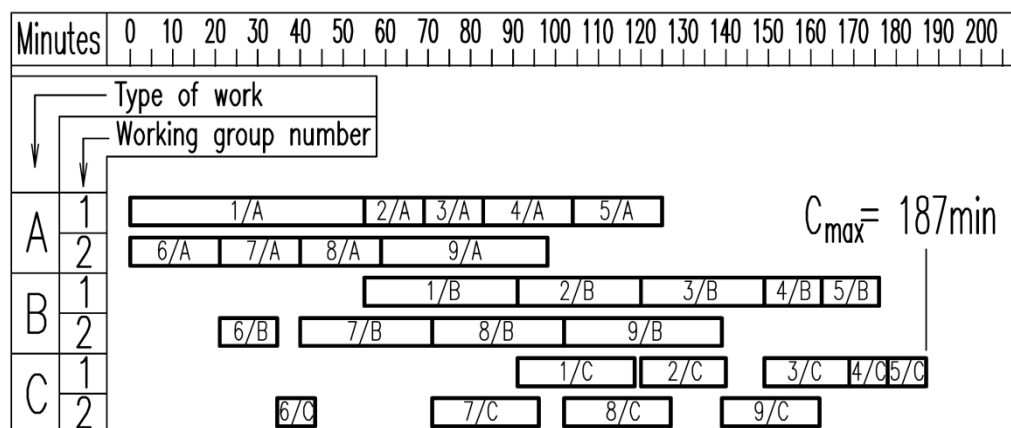 Minutes 0 10 20 30 40 50 60 70 80 90 100 110 120 130 140 150 160 170 180 190 200
Type of work
Working group number
A 1 1/A 2/A 3/A 4/A 5/A
2 6/A 7/A 8/A 9/A
Cmax= 187min
B 1 1/B 2/B 3/B 4/B 5/B
2 6/B 7/B 8/B 9/B
C 1 1/C 2/C 3/C 4/C 5/C
2 6/C 7/C 8/C 9/C